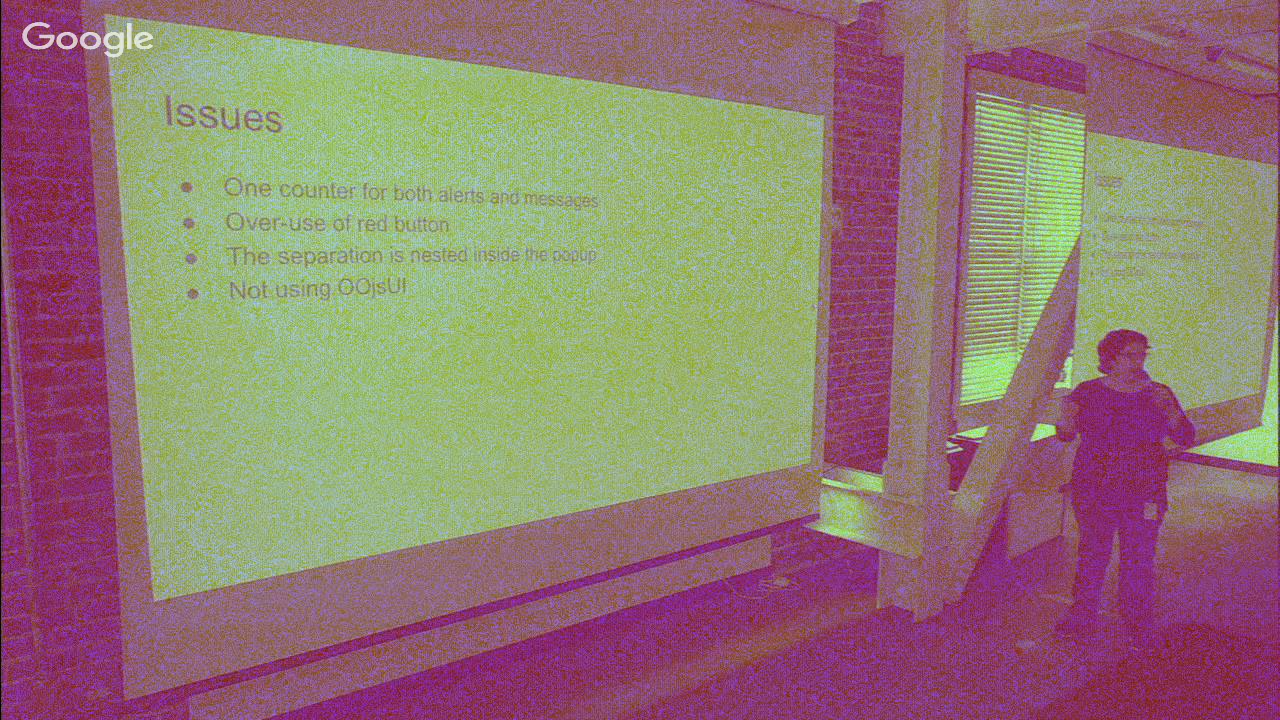 Google
Issues
One counter for both alerts and messages
Over-use of red button
The separation is nested inside the popup
Not using OOjsUI
Issues